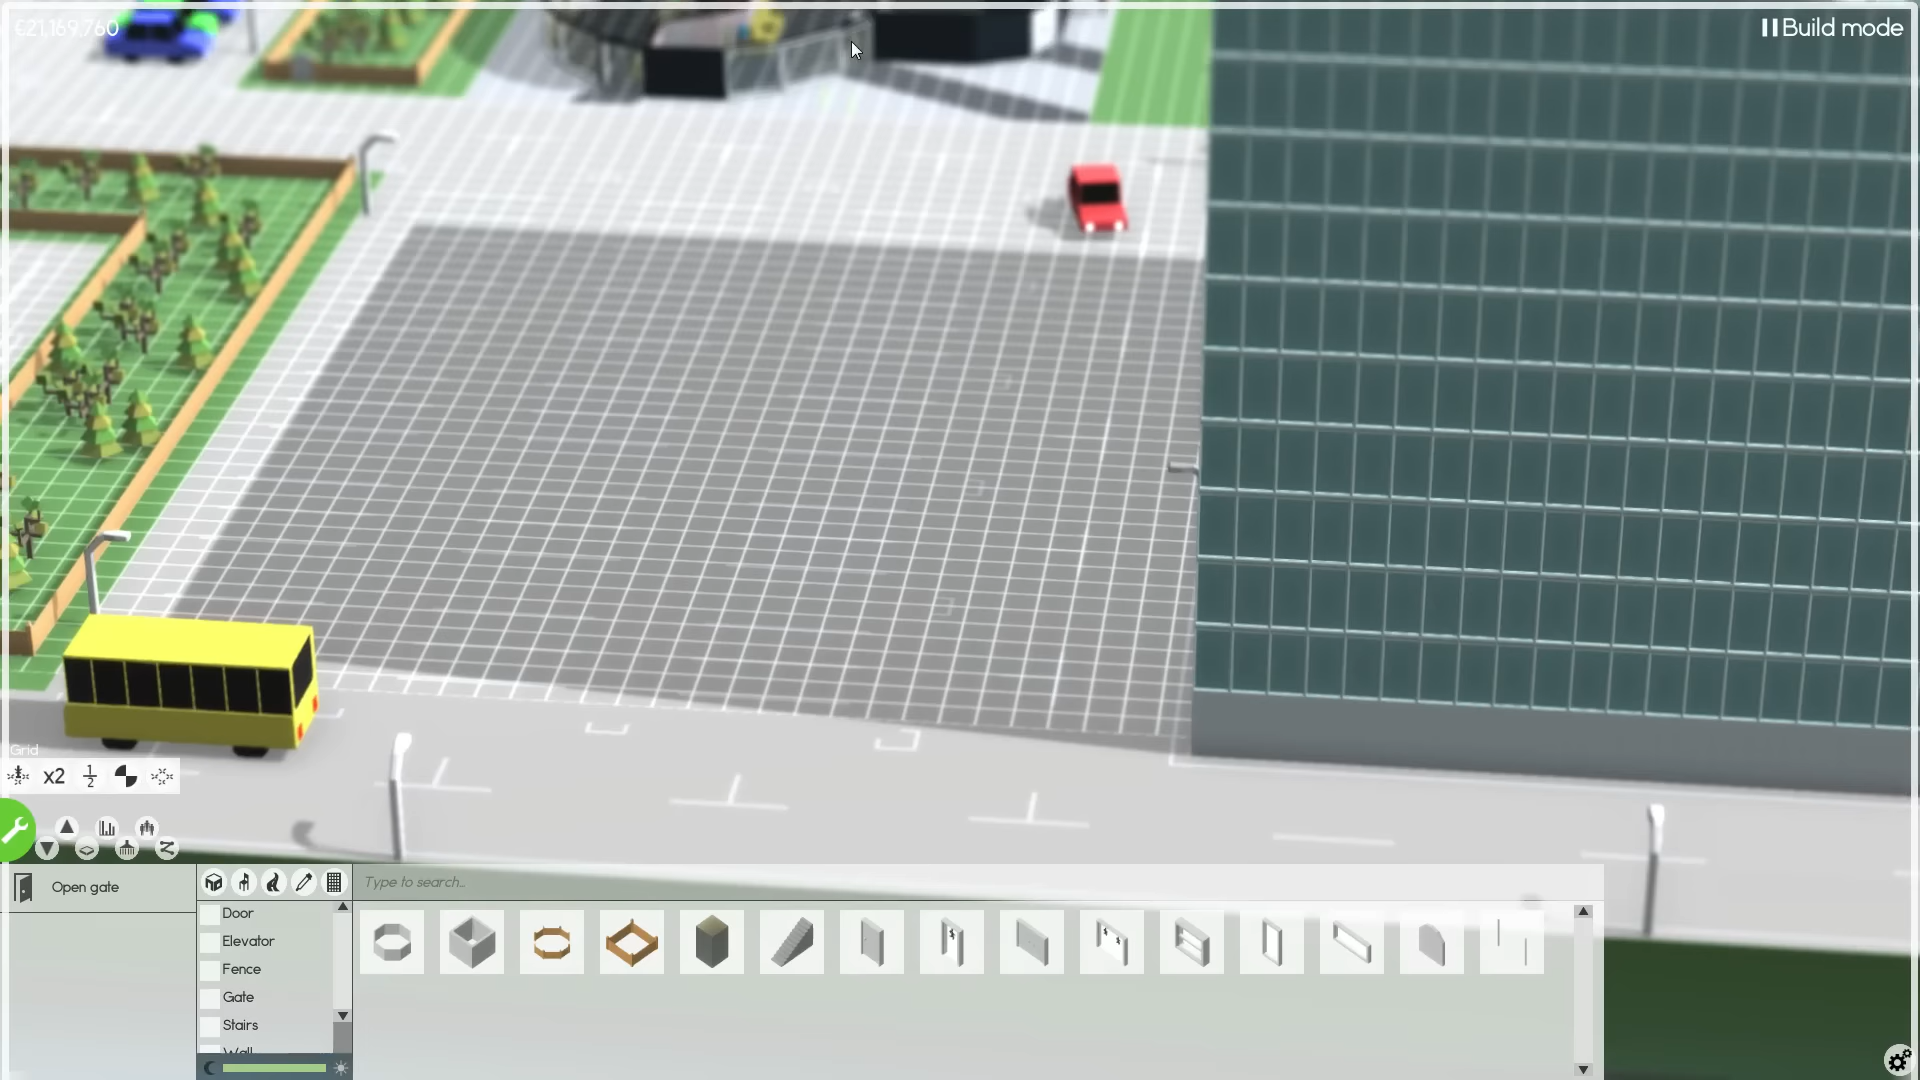 €21,169,760
Build mode
Grid
x2
1/2
Open gate
Type to search...
Door
Elevator
Fence
Gate
Stairs
Wall